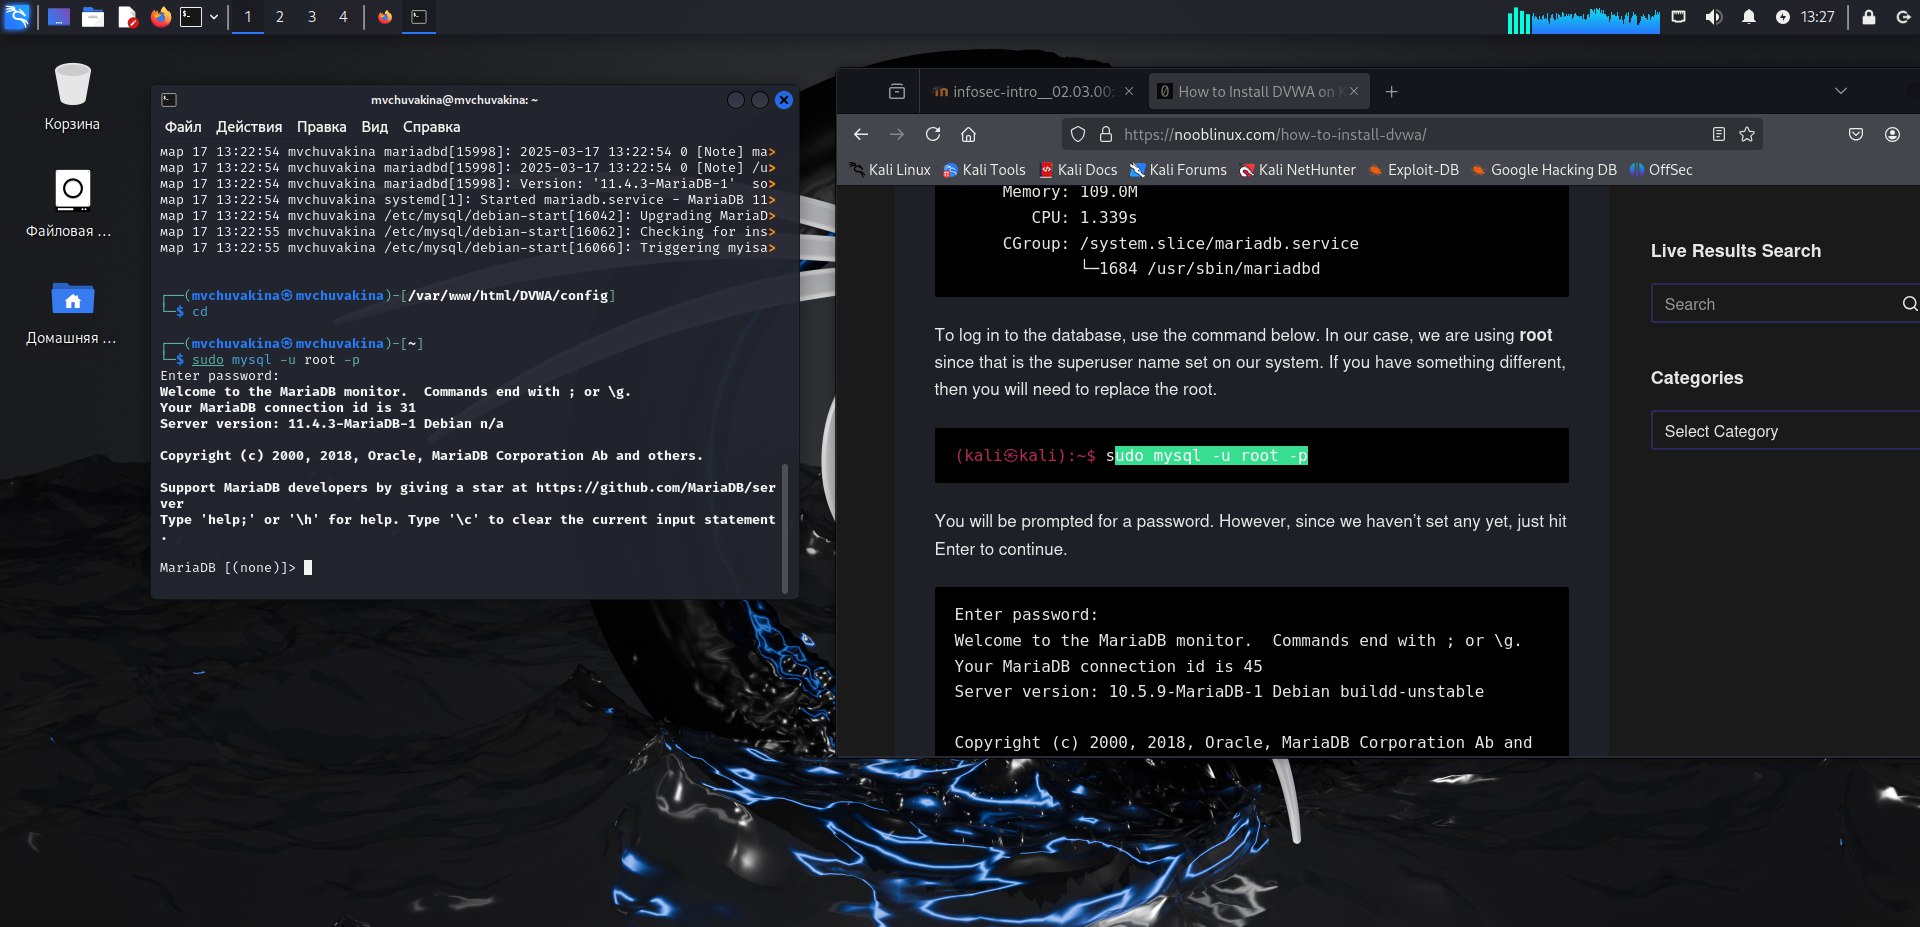 1 2 3 4
13:27
Корзина
Файловая ...
Домашняя ...
mvchuvakina@mvchuvakina: ~
Файл Действия Правка Вид Справка
мар 17 13:22:54 mvchuvakina mariadbd[15998]: 2025-03-17 13:22:54 0 [Note] ma>
мар 17 13:22:54 mvchuvakina mariadbd[15998]: 2025-03-17 13:22:54 0 [Note] /u>
мар 17 13:22:54 mvchuvakina mariadbd[15998]: Version: '11.4.3-MariaDB-1'  so>
мар 17 13:22:54 mvchuvakina systemd[1]: Started mariadb.service - MariaDB 11>
мар 17 13:22:55 mvchuvakina /etc/mysql/debian-start[16042]: Upgrading MariaD>
мар 17 13:22:55 mvchuvakina /etc/mysql/debian-start[16062]: Checking for ins>
мар 17 13:22:55 mvchuvakina /etc/mysql/debian-start[16066]: Triggering myisa>
┌──(mvchuvakina㉿mvchuvakina)-[/var/www/html/DVWA/config]
└─$ cd
┌──(mvchuvakina㉿mvchuvakina)-[~]
└─$ sudo mysql -u root -p
Enter password:
Welcome to the MariaDB monitor.  Commands end with ; or \g.
Your MariaDB connection id is 31
Server version: 11.4.3-MariaDB-1 Debian n/a
Copyright (c) 2000, 2018, Oracle, MariaDB Corporation Ab and others.
Support MariaDB developers by giving a star at https://github.com/MariaDB/ser
ver
Type 'help;' or '\h' for help. Type '\c' to clear the current input statement
.
MariaDB [(none)]>
infosec-intro__02.03.00:
How to Install DVWA on K
https://nooblinux.com/how-to-install-dvwa/
Kali Linux Kali Tools Kali Docs Kali Forums Kali NetHunter Exploit-DB Google Hacking DB OffSec
Memory: 109.0M
CPU: 1.339s
CGroup: /system.slice/mariadb.service
└─1684 /usr/sbin/mariadbd
To log in to the database, use the command below. In our case, we are using root
since that is the superuser name set on our system. If you have something different,
then you will need to replace the root.
(kali㉿kali):~$ sudo mysql -u root -p
You will be prompted for a password. However, since we haven’t set any yet, just hit
Enter to continue.
Enter password:
Welcome to the MariaDB monitor.  Commands end with ; or \g.
Your MariaDB connection id is 45
Server version: 10.5.9-MariaDB-1 Debian buildd-unstable
Copyright (c) 2000, 2018, Oracle, MariaDB Corporation Ab and
Live Results Search
Search
Categories
Select Category